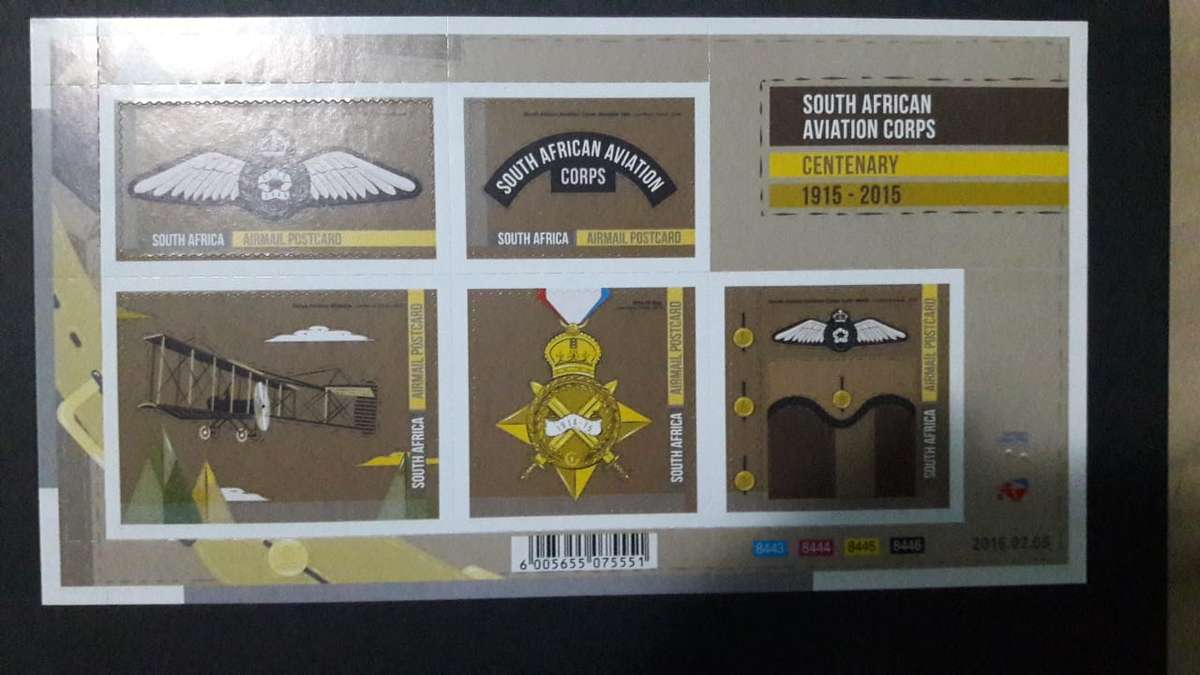 SOUTH AFRICAN
AVIATION CORPS
CENTENARY
1915 - 2015
SOUTH AFRICA AIRMAIL POSTCARD
SOUTH AFRICAN AVIATION
CORPS
SOUTH AFRICA AIRMAIL POSTCARD
SOUTH AFRICA AIRMAIL POSTCARD
1914-15
SOUTH AFRICA AIRMAIL POSTCARD
SOUTH AFRICA AIRMAIL POSTCARD
6 005655 075551
8443 8444 8445 8446